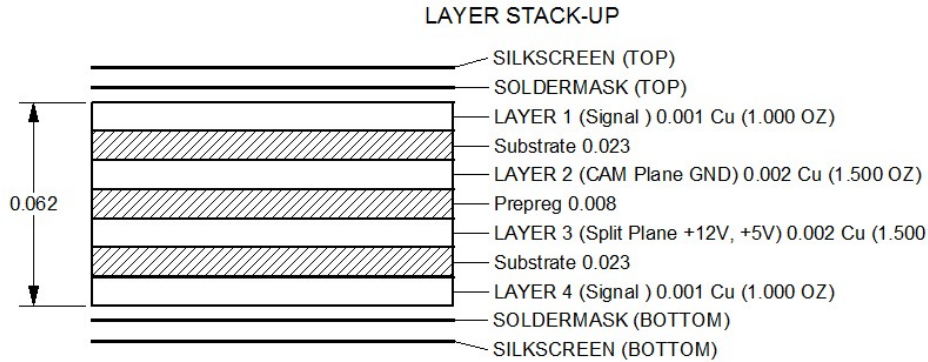 LAYER STACK-UP
SILKSCREEN (TOP)
SOLDERMASK (TOP)
LAYER 1 (Signal ) 0.001 Cu (1.000 OZ)
Substrate 0.023
LAYER 2 (CAM Plane GND) 0.002 Cu (1.500 OZ)
0.062
Prepreg 0.008
LAYER 3 (Split Plane +12V, +5V) 0.002 Cu (1.500
Substrate 0.023
LAYER 4 (Signal ) 0.001 Cu (1.000 OZ)
SOLDERMASK (BOTTOM)
SILKSCREEN (BOTTOM)